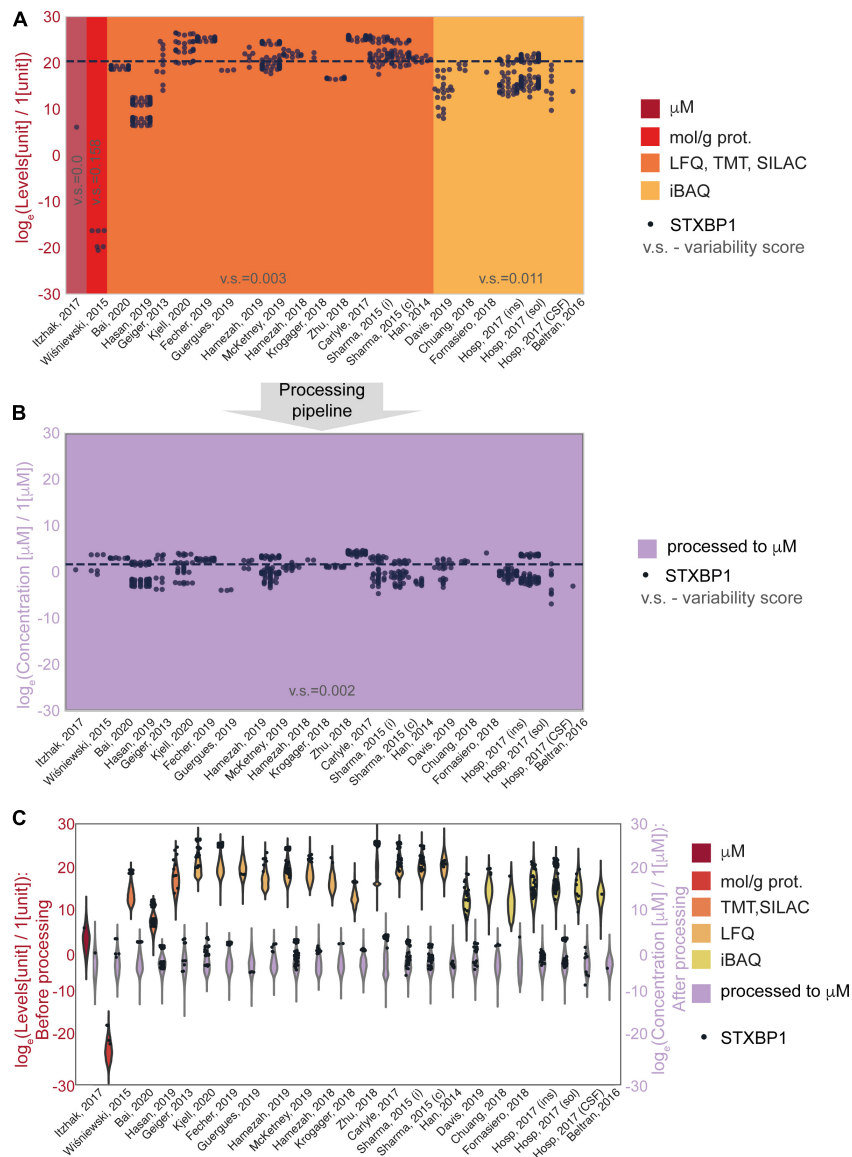 A
30
20
10
0
-10
-20
-30
log_e(Levels[unit] / 1[unit])
v.s.=0.0
v.s.=0.158
v.s.=0.003
v.s.=0.011
μM
mol/g prot.
LFQ, TMT, SILAC
iBAQ
STXBP1
v.s. - variability score
Itzhak, 2017
Wiśniewski, 2015
Bai, 2020
Hasan, 2019
Geiger, 2013
Kjell, 2020
Fecher, 2019
Guergues, 2019
Hamezah, 2019
McKetney, 2019
Hamezah, 2018
Krogager, 2018
Zhu, 2018
Carlyle, 2017
Sharma, 2015 (i)
Sharma, 2015 (c)
Han, 2014
Davis, 2019
Chuang, 2018
Fornasiero, 2018
Hosp, 2017 (ins)
Hosp, 2017 (sol)
Hosp, 2017 (CSF)
Beltran, 2016
Processing
pipeline
B
30
20
10
0
-10
-20
-30
log_e(Concentration [μM] / 1[μM])
v.s.=0.002
processed to μM
STXBP1
v.s. - variability score
Itzhak, 2017
Wiśniewski, 2015
Bai, 2020
Hasan, 2019
Geiger, 2013
Kjell, 2020
Fecher, 2019
Guergues, 2019
Hamezah, 2019
McKetney, 2019
Hamezah, 2018
Krogager, 2018
Zhu, 2018
Carlyle, 2017
Sharma, 2015 (i)
Sharma, 2015 (c)
Han, 2014
Davis, 2019
Chuang, 2018
Fornasiero, 2018
Hosp, 2017 (ins)
Hosp, 2017 (sol)
Hosp, 2017 (CSF)
Beltran, 2016
C
30
20
10
0
-10
-20
-30
log_e(Levels[unit] / 1[unit]):
Before processing
30
20
10
0
-10
-20
-30
log_e(Concentration [μM] / 1[μM]):
After processing
μM
mol/g prot.
TMT,SILAC
LFQ
iBAQ
processed to μM
STXBP1
Itzhak, 2017
Wiśniewski, 2015
Bai, 2020
Hasan, 2019
Geiger, 2013
Kjell, 2020
Fecher, 2019
Guergues, 2019
Hamezah, 2019
McKetney, 2019
Hamezah, 2018
Krogager, 2018
Zhu, 2018
Carlyle, 2017
Sharma, 2015 (i)
Sharma, 2015 (c)
Han, 2014
Davis, 2019
Chuang, 2018
Fornasiero, 2018
Hosp, 2017 (ins)
Hosp, 2017 (sol)
Hosp, 2017 (CSF)
Beltran, 2016